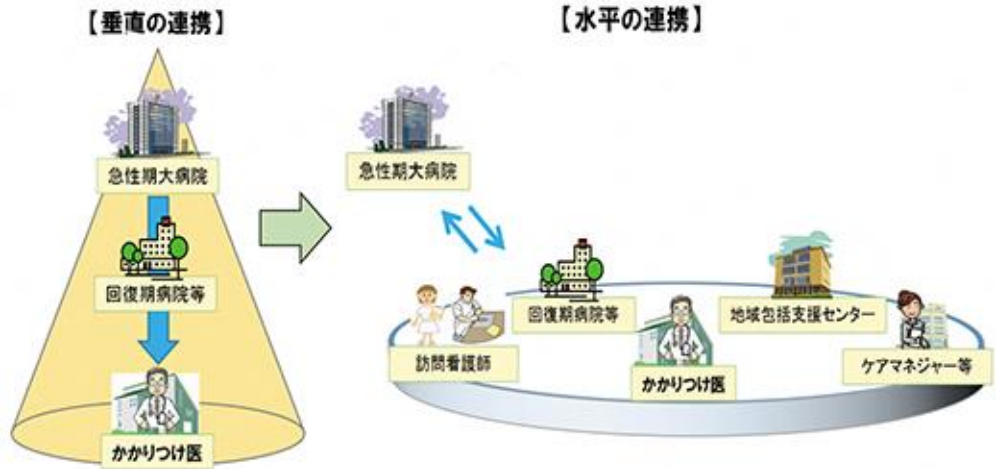 【垂直の連携】
急性期大病院
回復期病院等
かかりつけ医
【水平の連携】
急性期大病院
訪問看護師
回復期病院等
かかりつけ医
地域包括支援センター
ケアマネジャー等